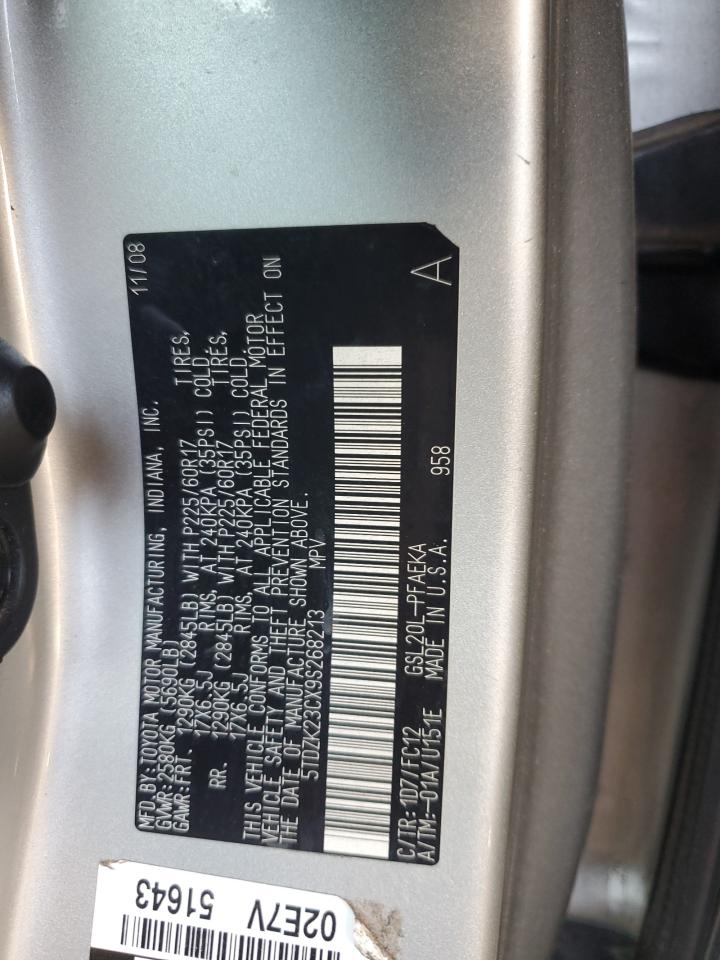 MFD. BY: TOYOTA MOTOR MANUFACTURING, INDIANA, INC. 11/08
GVWR: 2580KG (5690LB)
GAWR: FRT. 1290KG (2845LB) WITH P225/60R17 TIRES,
17X6.5J RIMS, AT 240KPA (35PSI) COLD.
RR. 1290KG (2845LB) WITH P225/60R17 TIRES,
17X6.5J RIMS, AT 240KPA (35PSI) COLD.
THIS VEHICLE CONFORMS TO ALL APPLICABLE FEDERAL MOTOR
VEHICLE SAFETY AND THEFT PREVENTION STANDARDS IN EFFECT ON
THE DATE OF MANUFACTURE SHOWN ABOVE.
5TDZK23CX9S268213 MPV
C/TR: 1D7/FC12 GSL20L-PFAEKA A
A/TM: -01A/U151E MADE IN U.S.A. 958
02E7V
51643